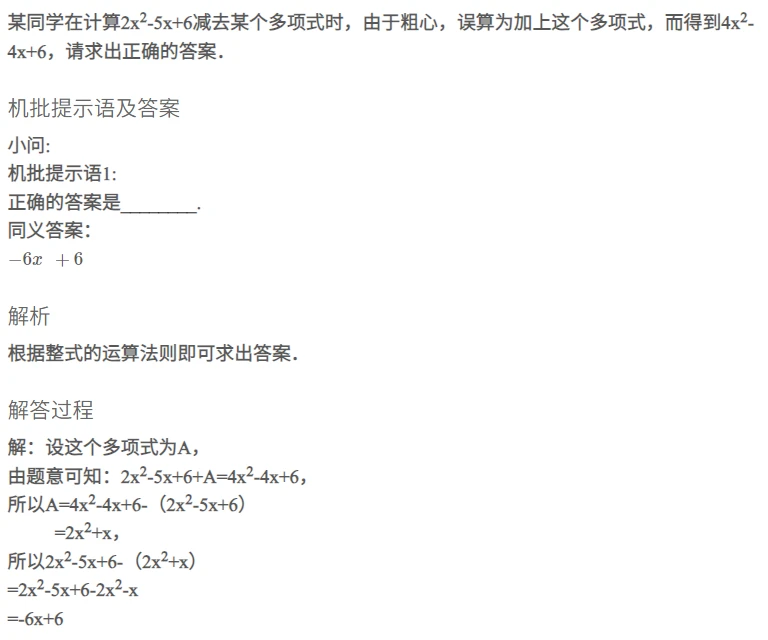 某同学在计算2x²-5x+6减去某个多项式时，由于粗心，误算为加上这个多项式，而得到4x²-
4x+6，请求出正确的答案．
机批提示语及答案
小问:
机批提示语1:
正确的答案是________.
同义答案：
−6x +6
解析
根据整式的运算法则即可求出答案．
解答过程
解：设这个多项式为A，
由题意可知：2x²-5x+6+A=4x²-4x+6，
所以A=4x²-4x+6-（2x²-5x+6）
=2x²+x，
所以2x²-5x+6-（2x²+x）
=2x²-5x+6-2x²-x
=-6x+6